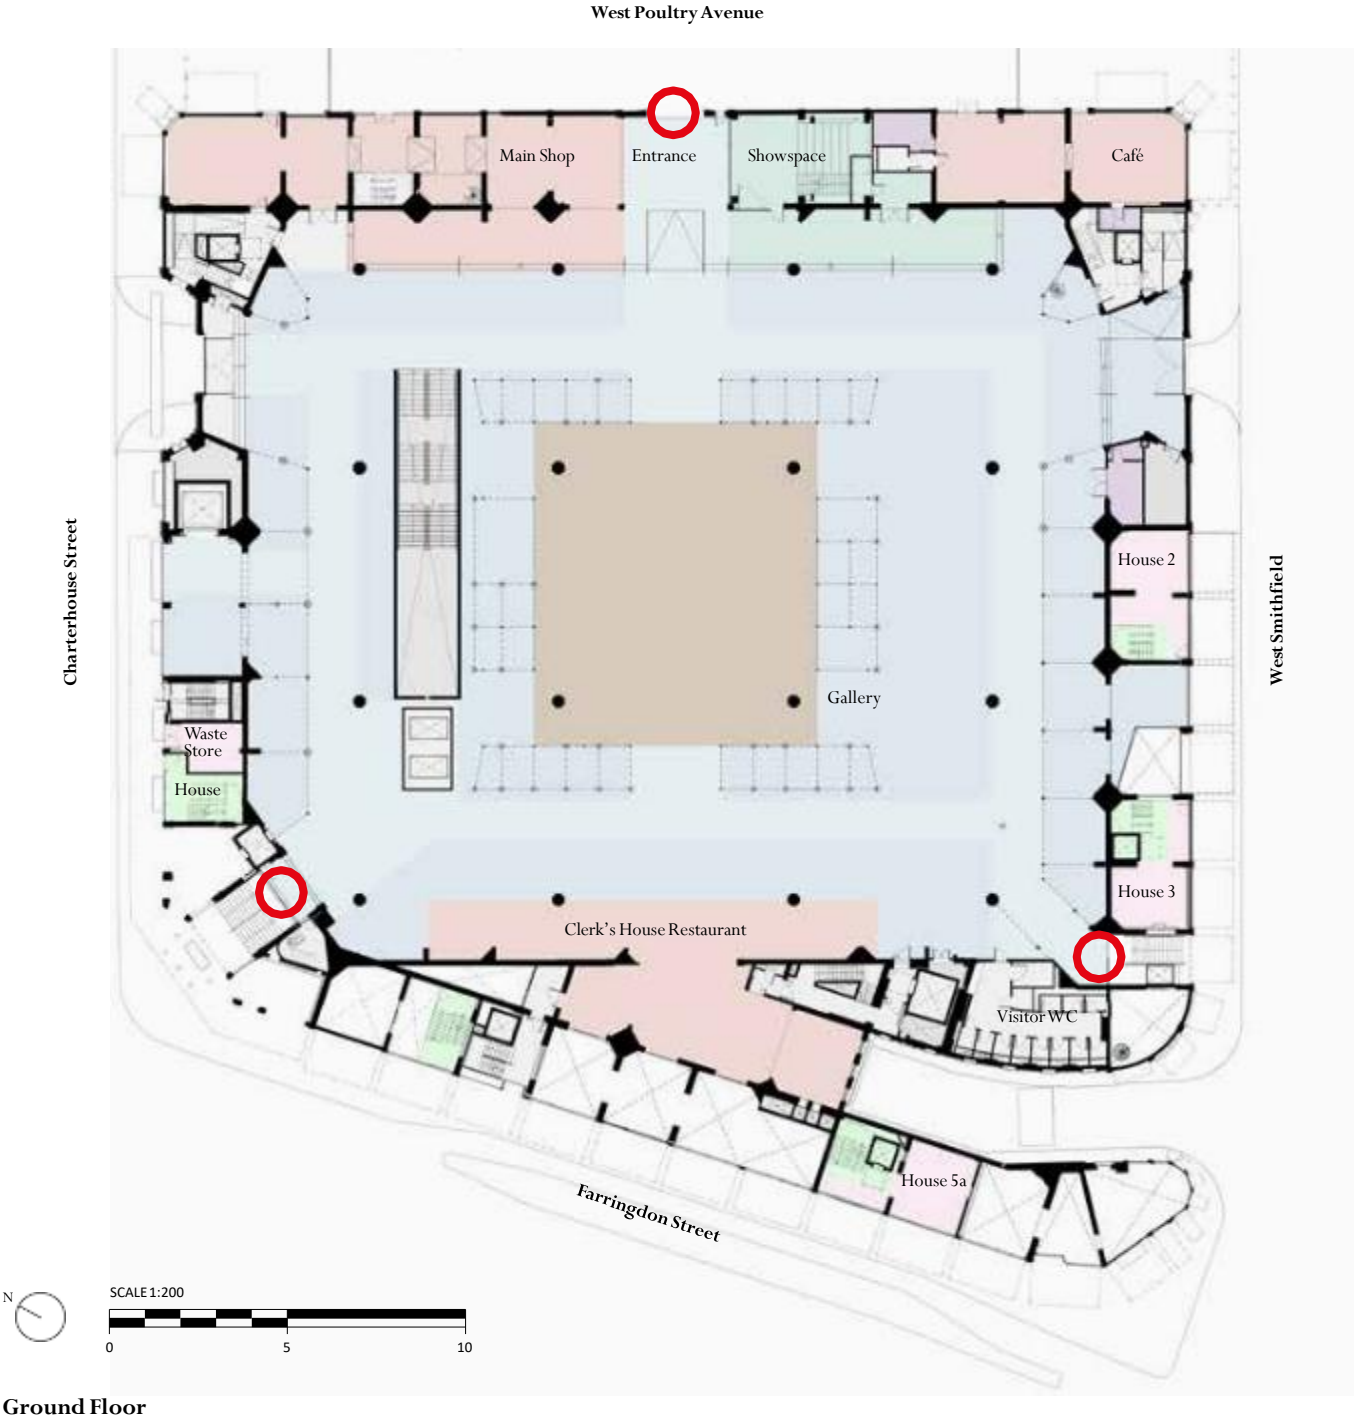 West Poultry Avenue
Main Shop
Entrance
Showspace
Café
Charterhouse Street
House 2
West Smithfield
Gallery
Waste
Store
House
House 3
Clerk's House Restaurant
Visitor WC
House 5a
Farringdon Street
N
SCALE 1:200
0
5
10
Ground Floor